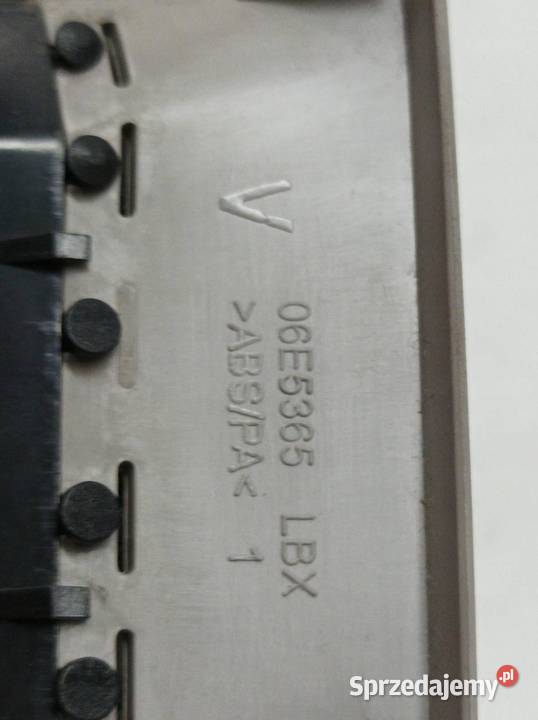 06E5365 LBX
>ABS/PA< 1
Sprzedajemy.pl